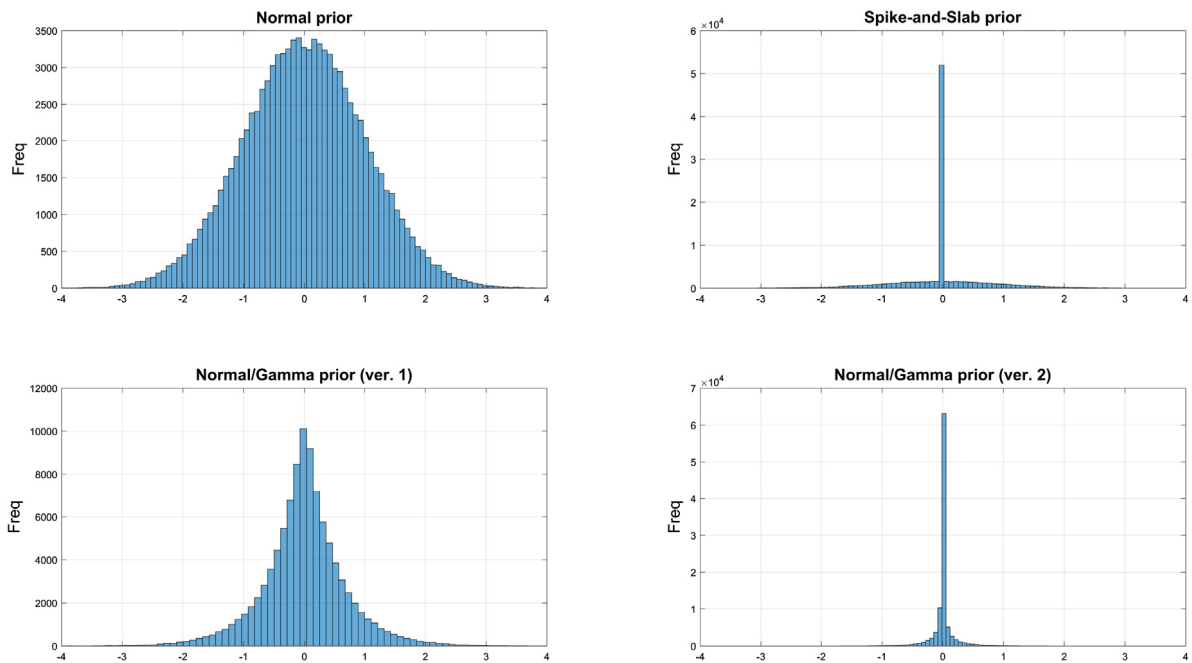 Normal prior
Freq
3500
3000
2500
2000
1500
1000
500
0
-4 -3 -2 -1 0 1 2 3 4
Spike-and-Slab prior
×10⁴
Freq
6
5
4
3
2
1
0
-4 -3 -2 -1 0 1 2 3 4
Normal/Gamma prior (ver. 1)
Freq
12000
10000
8000
6000
4000
2000
0
-4 -3 -2 -1 0 1 2 3 4
Normal/Gamma prior (ver. 2)
×10⁴
Freq
7
6
5
4
3
2
1
0
-4 -3 -2 -1 0 1 2 3 4